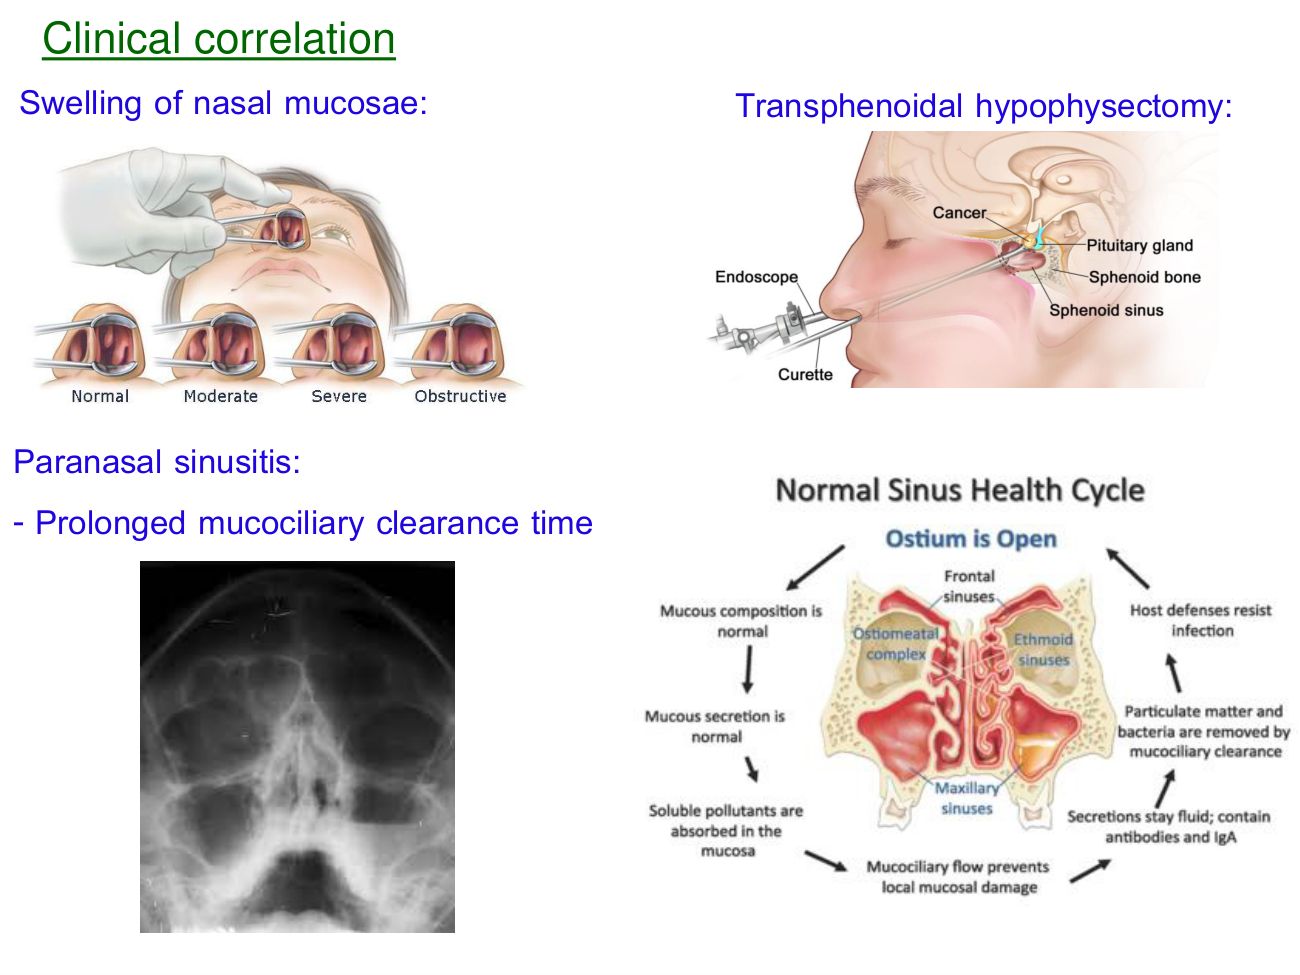 Clinical correlation
Swelling of nasal mucosae:
Normal
Moderate
Severe
Obstructive
Transphenoidal hypophysectomy:
Cancer
Pituitary gland
Endoscope
Sphenoid bone
Sphenoid sinus
Curette
Paranasal sinusitis:
- Prolonged mucociliary clearance time
Normal Sinus Health Cycle
Ostium is Open
Frontal
sinuses
Mucous composition is
normal
Host defenses resist
infection
Ostiomeatal
complex
Ethmoid
sinuses
Mucous secretion is
normal
Particulate matter and
bacteria are removed by
mucociliary clearance
Maxillary
sinuses
Soluble pollutants are
absorbed in the
mucosa
Secretions stay fluid; contain
antibodies and IgA
Mucociliary flow prevents
local mucosal damage